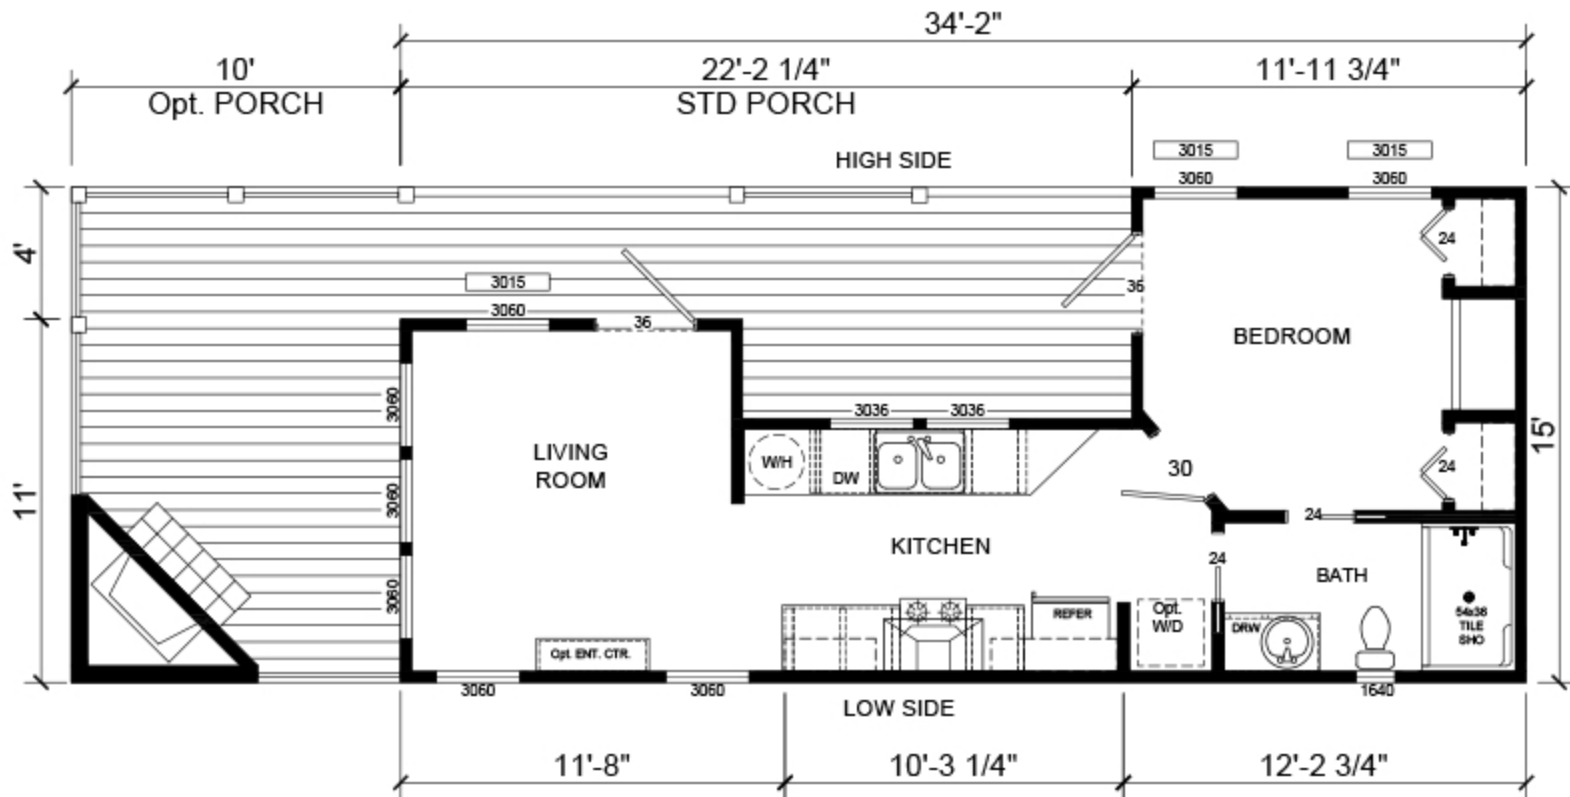 34'-2"
10'
22'-2 1/4"
11'-11 3/4"
Opt. PORCH
STD PORCH
HIGH SIDE
3015
3015
3060
3060
4'
24
3015
36
3060
36
BEDROOM
3060
3036
3036
15'
LIVING
ROOM
W/H
DW
30
24
11'
3060
24
KITCHEN
24
BATH
3060
Opt.
W/D
REFER
DRW
54x36
TILE
SHO
Opt. ENT. CTR.
3060
3060
1640
LOW SIDE
11'-8"
10'-3 1/4"
12'-2 3/4"